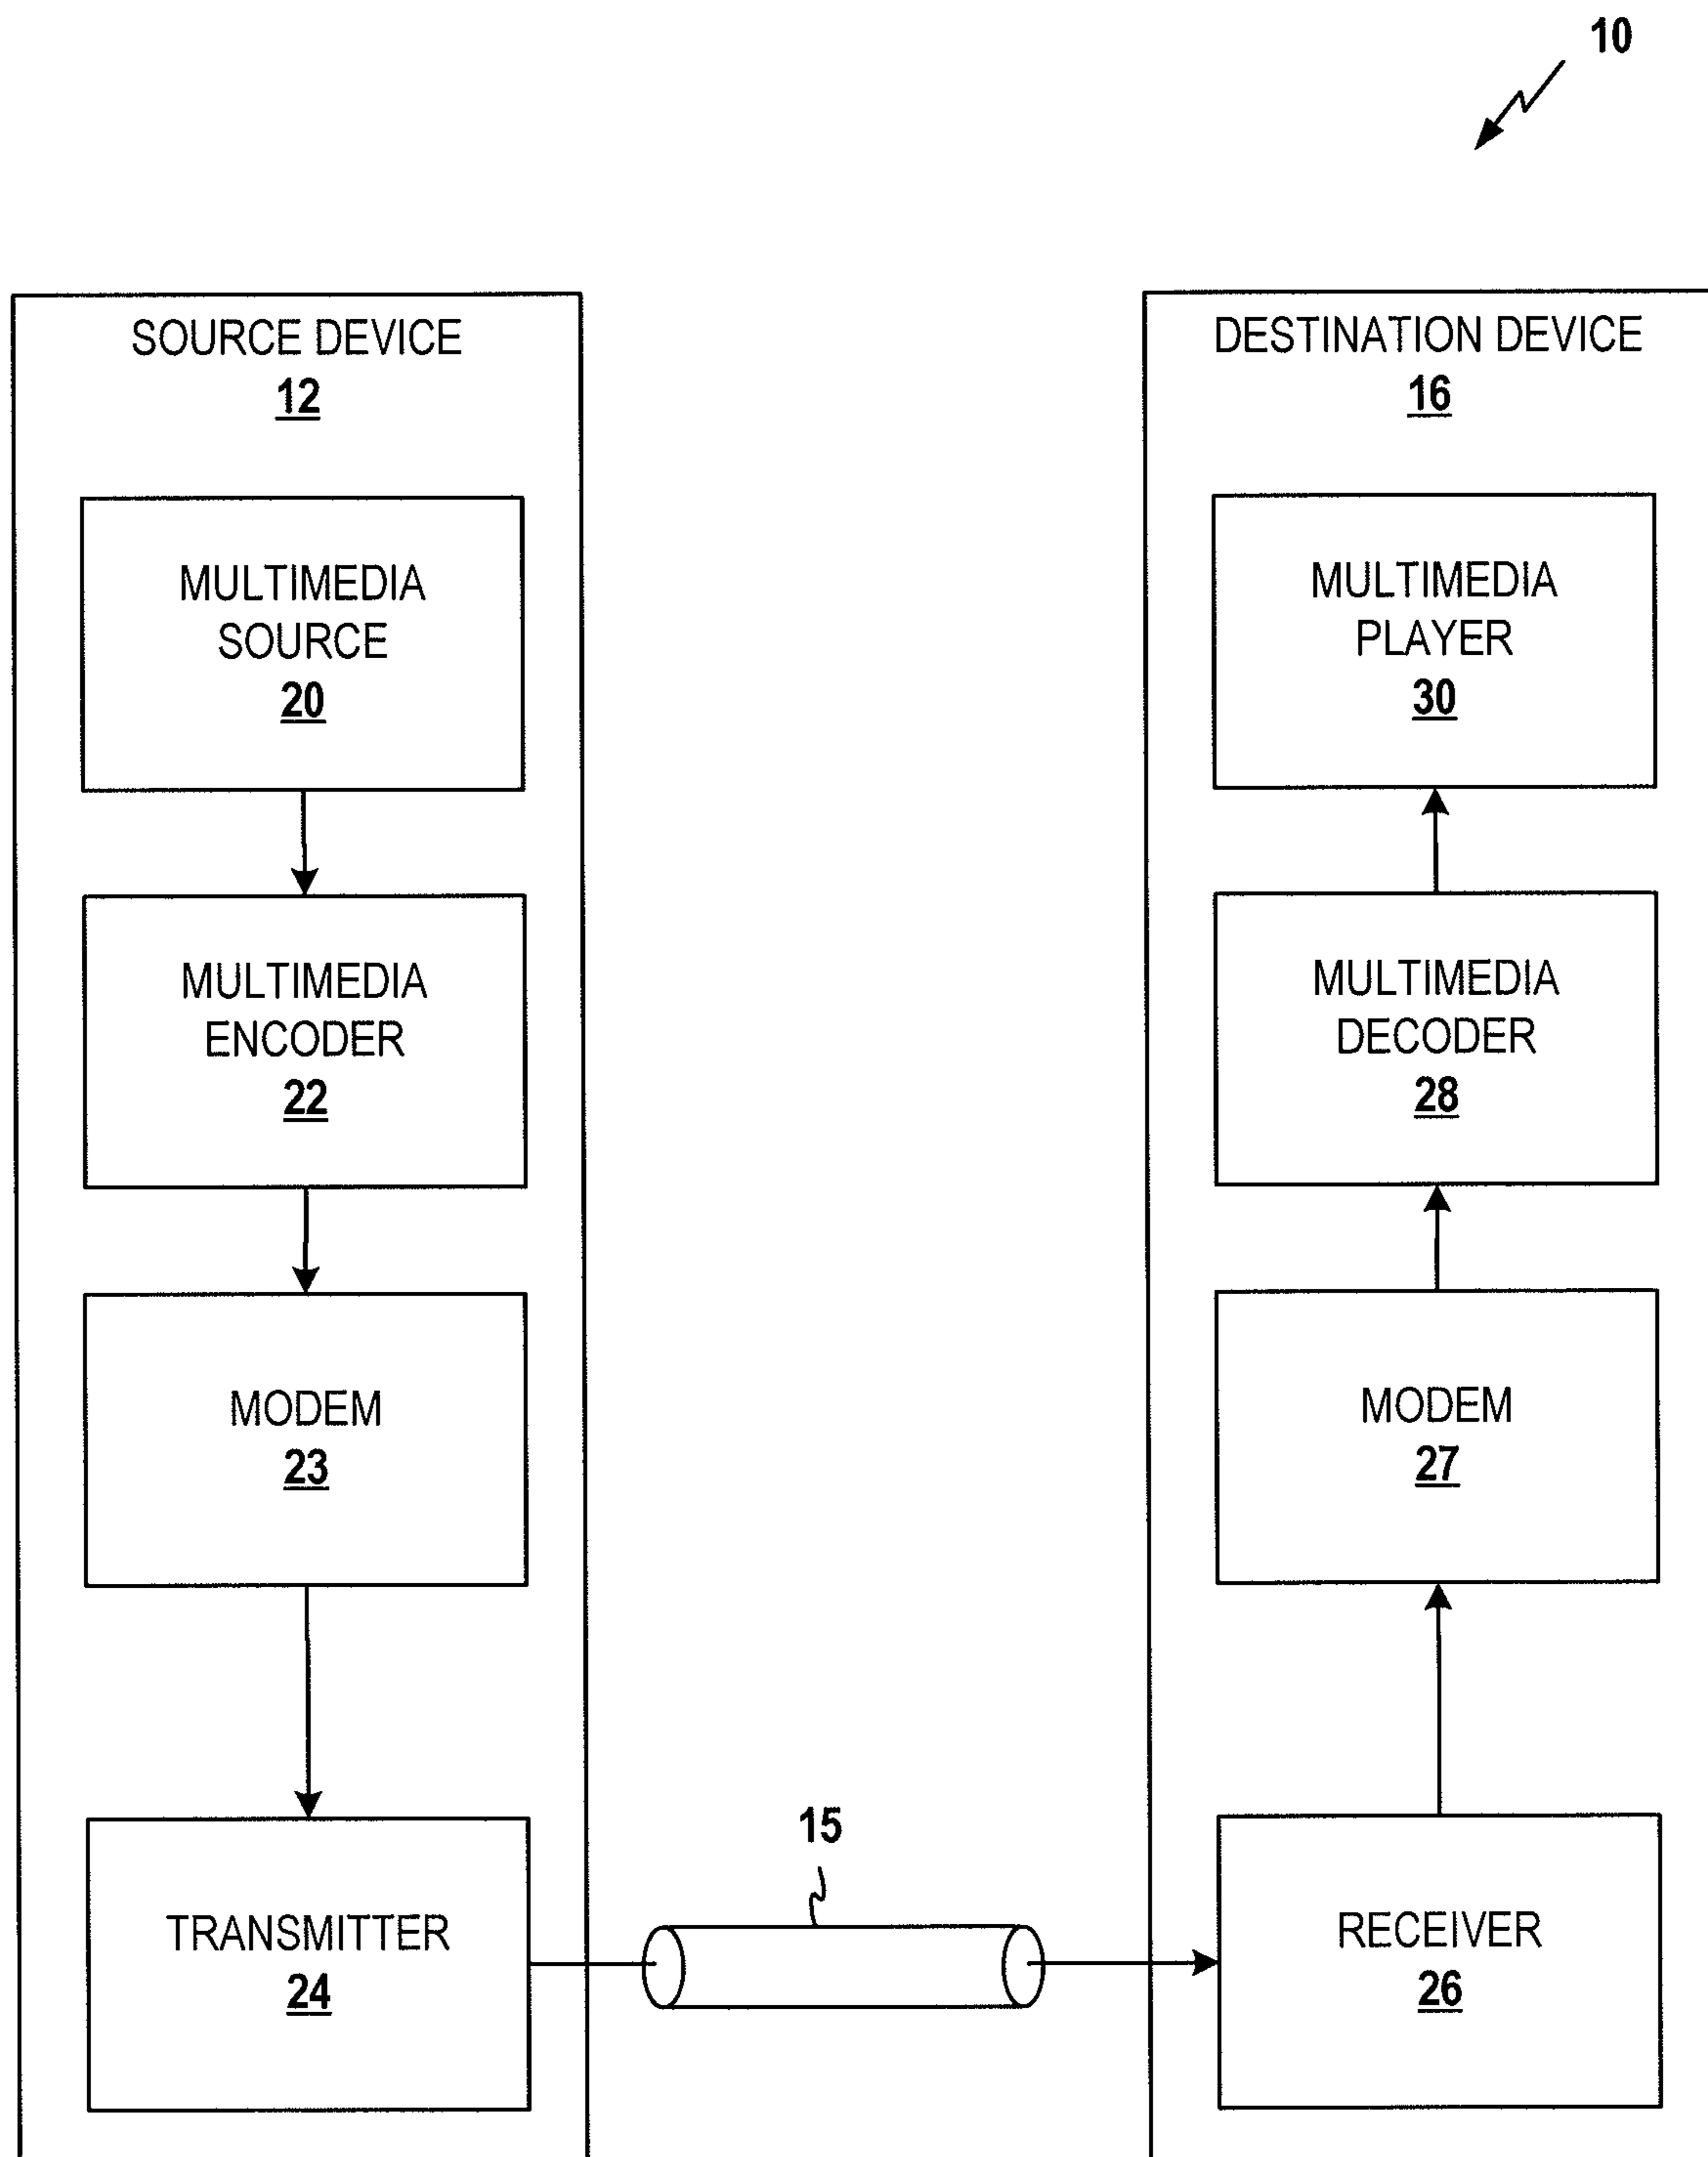 10
SOURCE DEVICE
12
MULTIMEDIA
SOURCE
20
MULTIMEDIA
ENCODER
22
MODEM
23
TRANSMITTER
24
15
DESTINATION DEVICE
16
MULTIMEDIA
PLAYER
30
MULTIMEDIA
DECODER
28
MODEM
27
RECEIVER
26